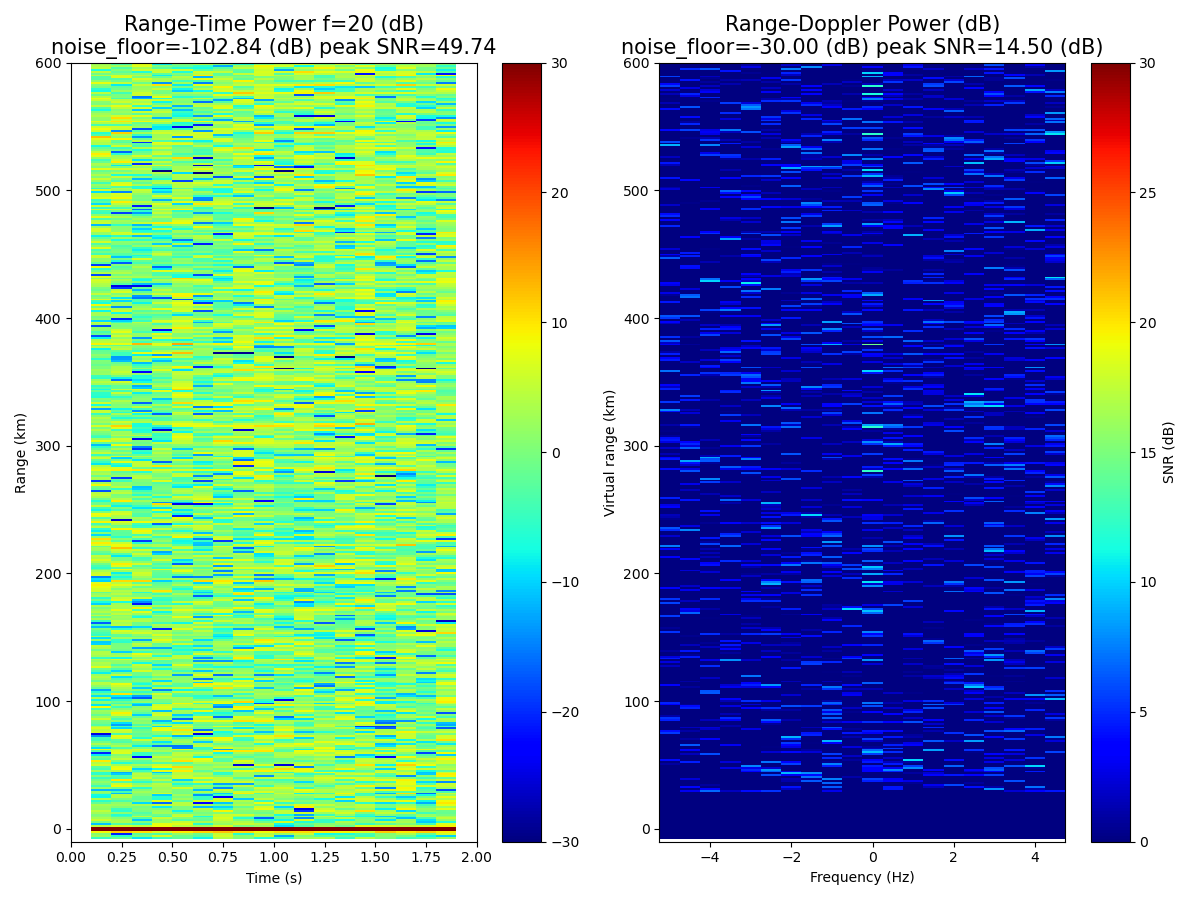 Range-Time Power f=20 (dB)
noise_floor=-102.84 (dB) peak SNR=49.74
Range (km)
600
500
400
300
200
100
0
0.00 0.25 0.50 0.75 1.00 1.25 1.50 1.75 2.00
Time (s)
30
20
10
0
−10
−20
−30
Range-Doppler Power (dB)
noise_floor=-30.00 (dB) peak SNR=14.50 (dB)
Virtual range (km)
600
500
400
300
200
100
0
−4 −2 0 2 4
Frequency (Hz)
30
25
20
15
10
5
0
SNR (dB)